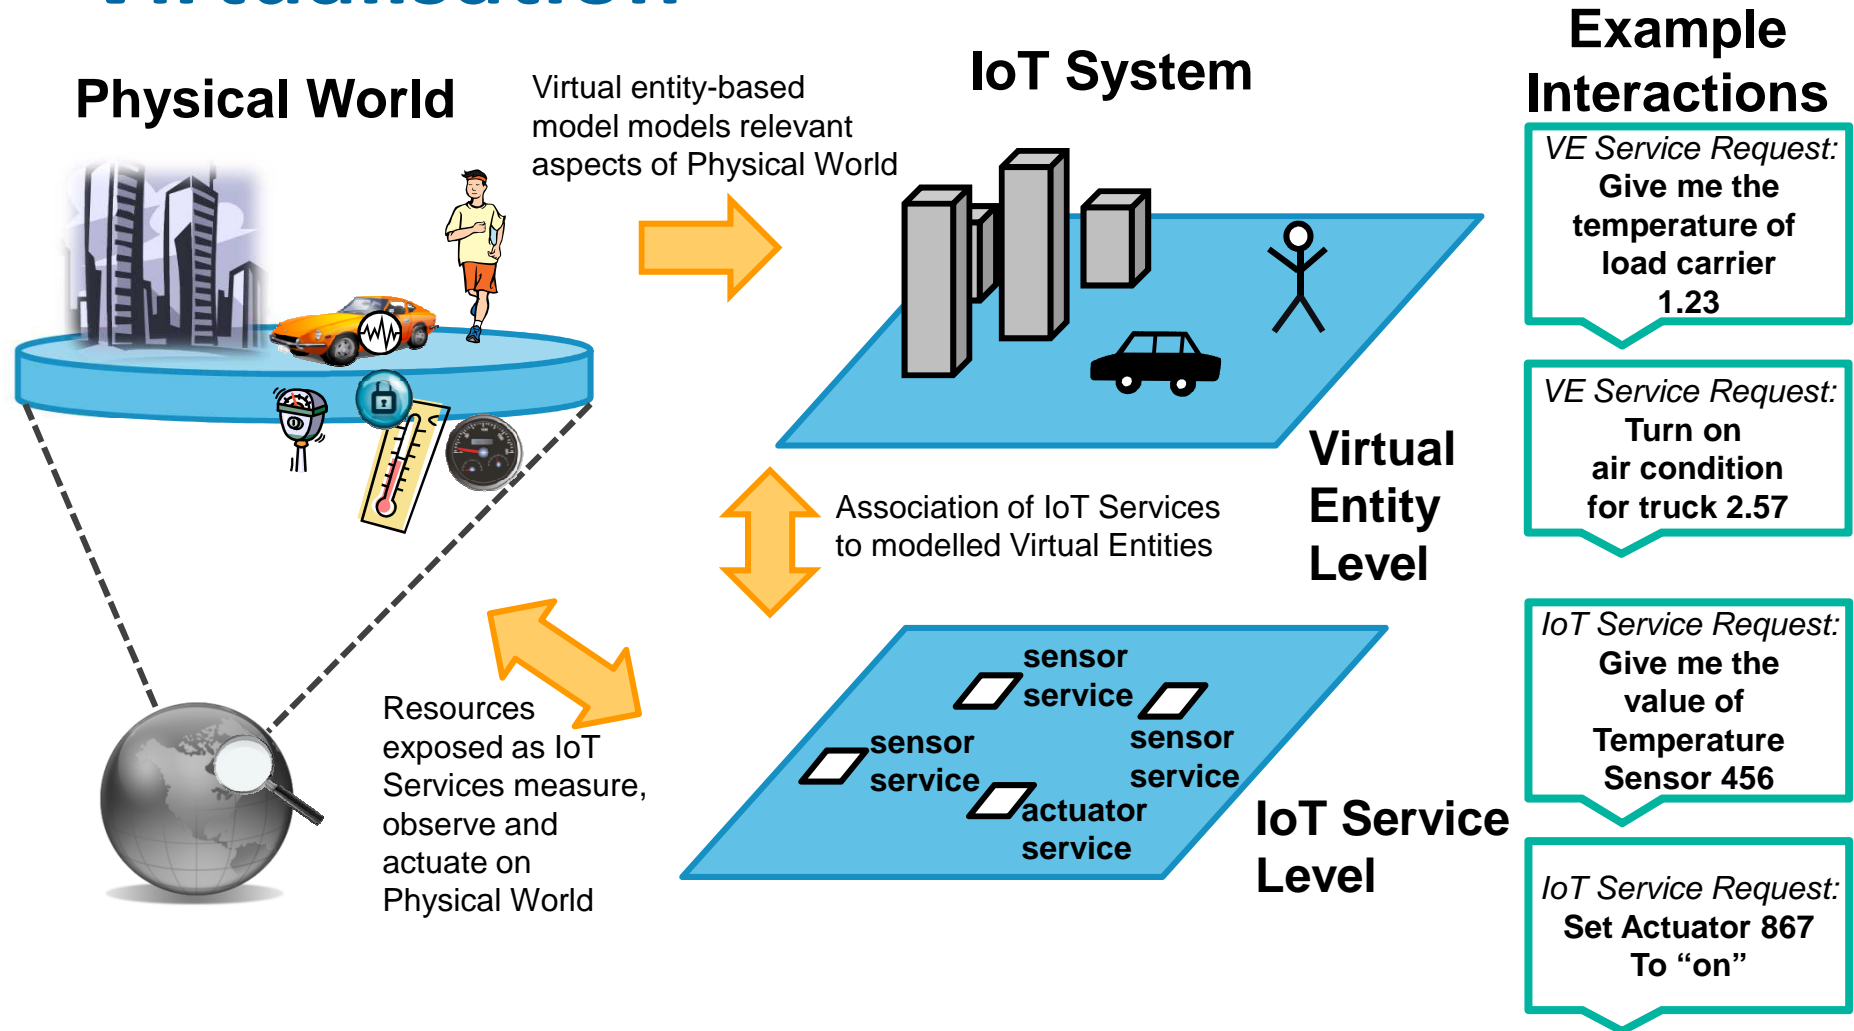 Virtualisation
Physical World
Virtual entity-based
model models relevant
aspects of Physical World
IoT System
Example
Interactions
VE Service Request:
Give me the
temperature of
load carrier
1.23
VE Service Request:
Turn on
air condition
for truck 2.57
Virtual
Entity
Level
Association of IoT Services
to modelled Virtual Entities
Resources
exposed as IoT
Services measure,
observe and
actuate on
Physical World
sensor
service
sensor
service
sensor
service
actuator
service
IoT Service
Level
IoT Service Request:
Give me the
value of
Temperature
Sensor 456
IoT Service Request:
Set Actuator 867
To “on”